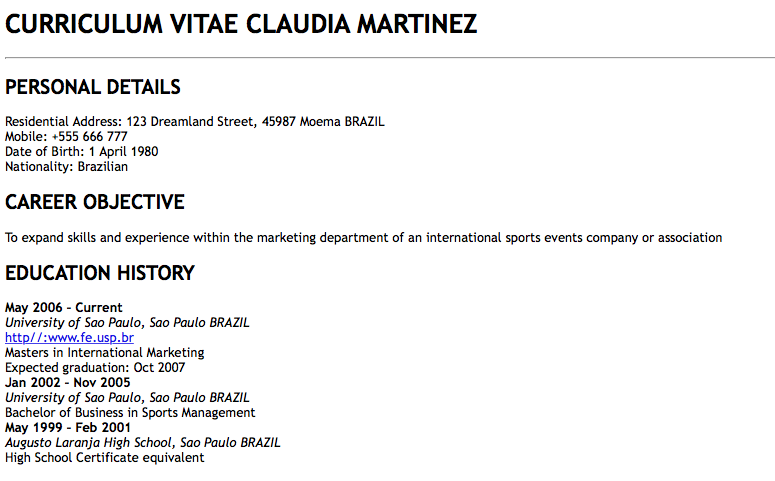 CURRICULUM VITAE CLAUDIA MARTINEZ
PERSONAL DETAILS
Residential Address: 123 Dreamland Street, 45987 Moema BRAZIL
Mobile: +555 666 777
Date of Birth: 1 April 1980
Nationality: Brazilian
CAREER OBJECTIVE
To expand skills and experience within the marketing department of an international sports events company or association
EDUCATION HISTORY
May 2006 – Current
University of Sao Paulo, Sao Paulo BRAZIL
http//:www.fe.usp.br
Masters in International Marketing
Expected graduation: Oct 2007
Jan 2002 – Nov 2005
University of Sao Paulo, Sao Paulo BRAZIL
Bachelor of Business in Sports Management
May 1999 – Feb 2001
Augusto Laranja High School, Sao Paulo BRAZIL
High School Certificate equivalent